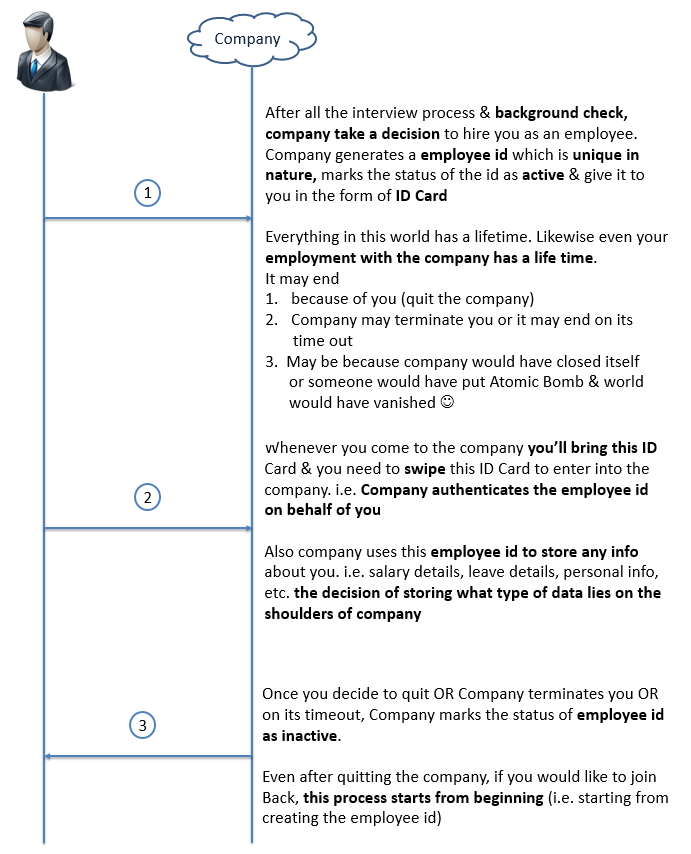 Company
After all the interview process & background check,
company take a decision to hire you as an employee.
Company generates a employee id which is unique in
nature, marks the status of the id as active & give it to
you in the form of ID Card
1
Everything in this world has a lifetime. Likewise even your
employment with the company has a life time.
It may end
1. because of you (quit the company)
2. Company may terminate you or it may end on its
time out
3. May be because company would have closed itself
or someone would have put Atomic Bomb & world
would have vanished ☺
Whenever you come to the company you'll bring this ID
Card & you need to swipe this ID Card to enter into the
company. i.e. Company authenticates the employee id
on behalf of you
2
Also company uses this employee id to store any info
about you. i.e. salary details, leave details, personal info,
etc. the decision of storing what type of data lies on the
shoulders of company
Once you decide to quit OR Company terminates you OR
on its timeout, Company marks the status of employee id
as inactive.
3
Even after quitting the company, if you would like to join
Back, this process starts from beginning (i.e. starting from
creating the employee id)